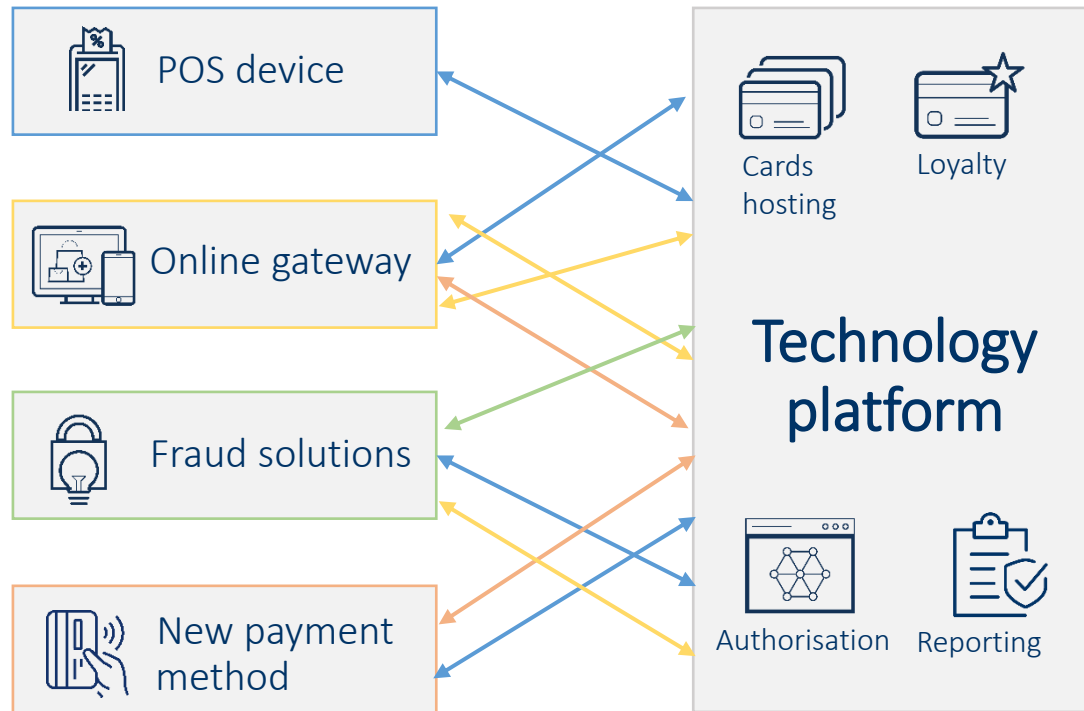 %
POS device
Online gateway
Fraud solutions
New payment
method
Cards
hosting
Loyalty
Technology
platform
Authorisation
Reporting